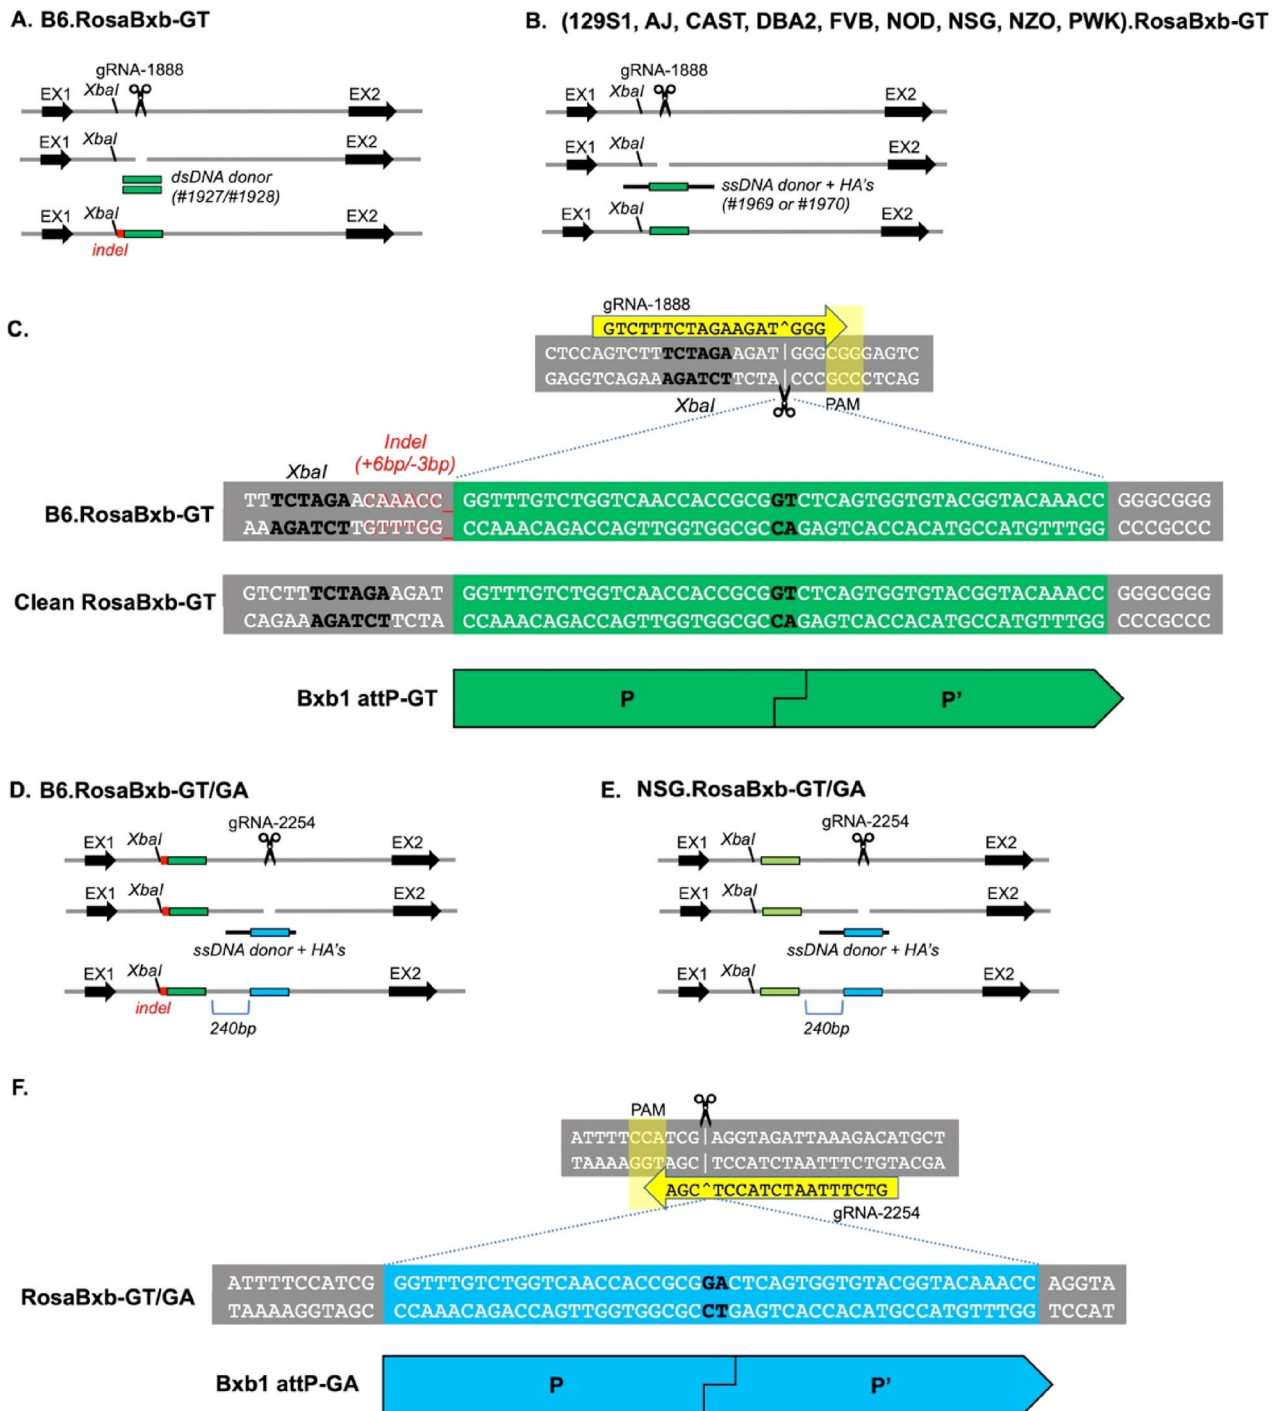 A. B6.RosaBxb-GT
gRNA-1888
EX1 XbaI EX2
EX1 XbaI EX2
dsDNA donor
(#1927/#1928)
EX1 XbaI EX2
indel
B. (129S1, AJ, CAST, DBA2, FVB, NOD, NSG, NZO, PWK).RosaBxb-GT
gRNA-1888
EX1 XbaI EX2
EX1 XbaI EX2
ssDNA donor + HA's
(#1969 or #1970)
EX1 XbaI EX2
C.
gRNA-1888
GTCTTTCTAGAAGAT^GGG
CTCCAGTCTTTCTAGAAGAT|GGGCGGGAGTC
GAGGTCAGAAAGATCTTCTA|CCCGCCCTCAG
XbaI PAM
Indel
(+6bp/-3bp)
XbaI
B6.RosaBxb-GT
TTTCTAGAACAAACC_ GGTTTGTCTGGTCAACCACCGCGGTCTCAGTGGTGTACGGTACAAACC GGGCGGG
AAAGATCTTGTTTGG_ CCAAACAGACCAGTTGGTGGCGCCAGAGTCACCACATGCCATGTTTGG CCCGCCC
Clean RosaBxb-GT
GTCTTTCTAGAAGAT GGTTTGTCTGGTCAACCACCGCGGTCTCAGTGGTGTACGGTACAAACC GGGCGGG
CAGAAAGATCTTCTA CCAAACAGACCAGTTGGTGGCGCCAGAGTCACCACATGCCATGTTTGG CCCGCCC
Bxb1 attP-GT P P'
D. B6.RosaBxb-GT/GA
gRNA-2254
EX1 XbaI EX2
EX1 XbaI EX2
ssDNA donor + HA's
EX1 XbaI EX2
indel
240bp
E. NSG.RosaBxb-GT/GA
gRNA-2254
EX1 XbaI EX2
EX1 XbaI EX2
ssDNA donor + HA's
EX1 XbaI EX2
240bp
F.
PAM
ATTTTCCATCG|AGGTAGATTAAAGACATGCT
TAAAAGGTAGC|TCCATCTAATTTCTGTACGA
AGC^TCCATCTAATTTCTG
gRNA-2254
RosaBxb-GT/GA
ATTTTCCATCG GGTTTGTCTGGTCAACCACCGCGGACTCAGTGGTGTACGGTACAAACC AGGTA
TAAAAGGTAGC CCAAACAGACCAGTTGGTGGCGCCTGAGTCACCACATGCCATGTTTGG TCCAT
Bxb1 attP-GA P P'